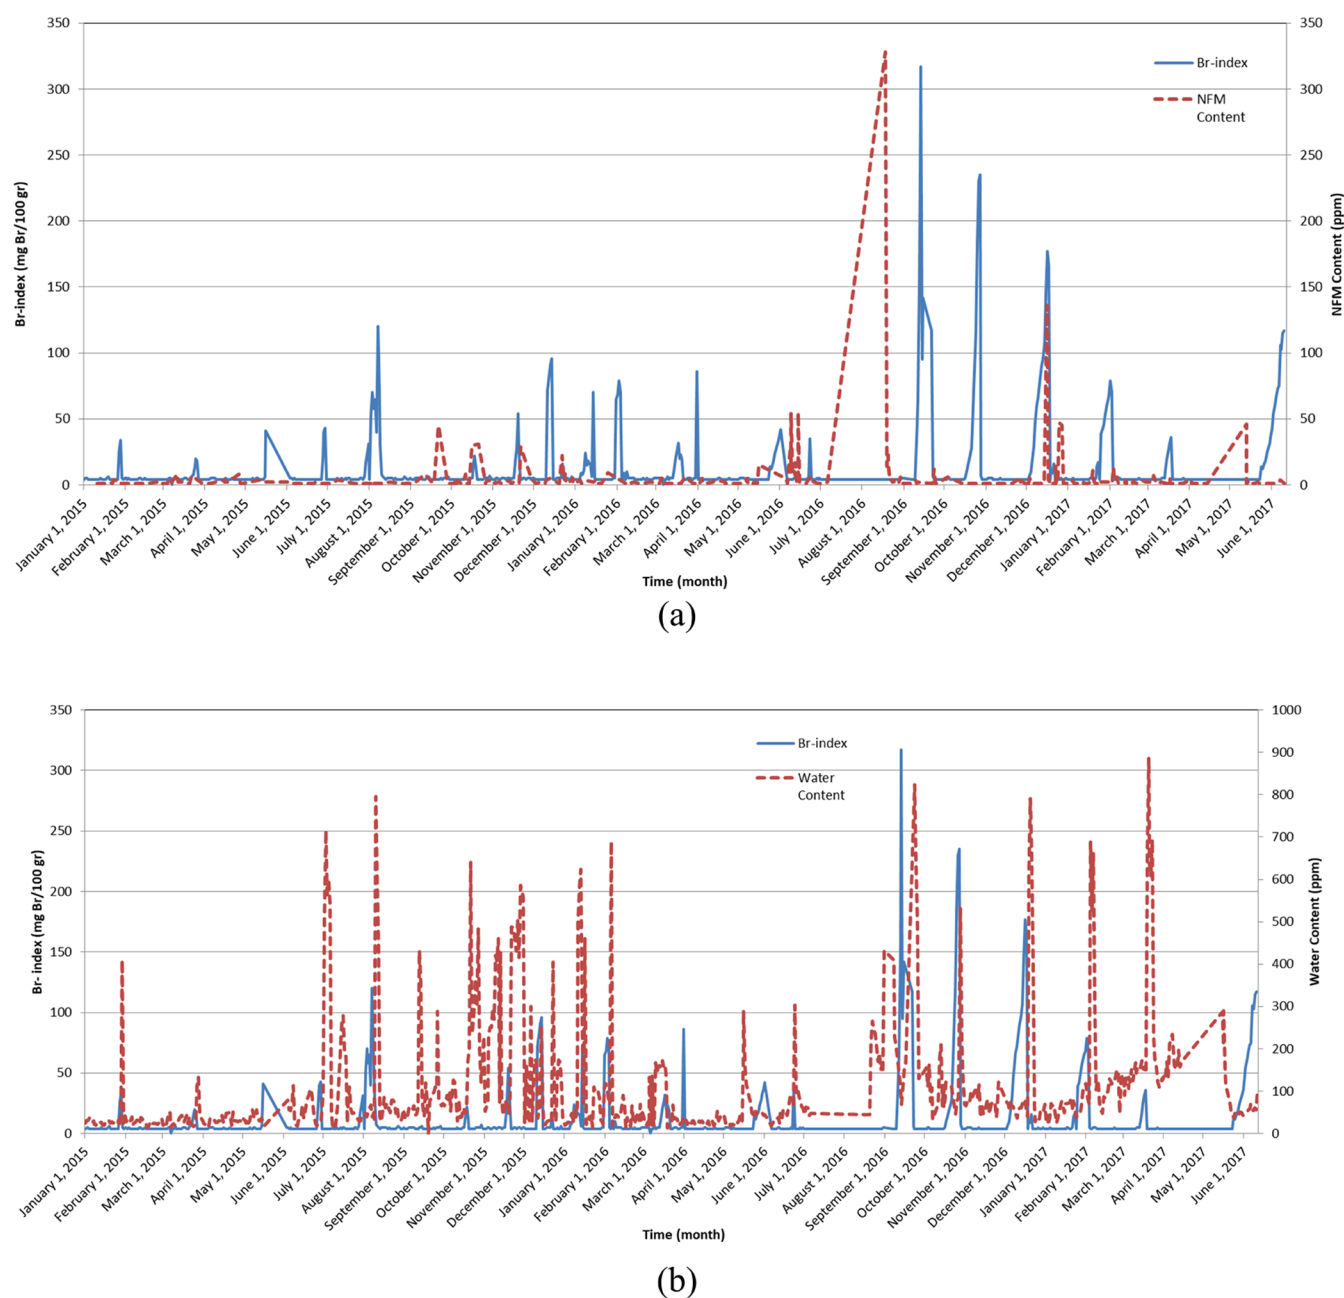 350
300
250
200
150
100
50
0
Br-index (mg Br/100 gr)
350
300
250
200
150
100
50
0
NFM Content (ppm)
Br-index
NFM
Content
January 1, 2015
February 1, 2015
March 1, 2015
April 1, 2015
May 1, 2015
June 1, 2015
July 1, 2015
August 1, 2015
September 1, 2015
October 1, 2015
November 1, 2015
December 1, 2015
January 1, 2016
February 1, 2016
March 1, 2016
April 1, 2016
May 1, 2016
June 1, 2016
July 1, 2016
August 1, 2016
September 1, 2016
October 1, 2016
November 1, 2016
December 1, 2016
January 1, 2017
February 1, 2017
March 1, 2017
April 1, 2017
May 1, 2017
June 1, 2017
Time (month)
(a)
350
300
250
200
150
100
50
0
Br- index (mg Br/100 gr)
1000
900
800
700
600
500
400
300
200
100
0
Water Content (ppm)
Br-index
Water
Content
January 1, 2015
February 1, 2015
March 1, 2015
April 1, 2015
May 1, 2015
June 1, 2015
July 1, 2015
August 1, 2015
September 1, 2015
October 1, 2015
November 1, 2015
December 1, 2015
January 1, 2016
February 1, 2016
March 1, 2016
April 1, 2016
May 1, 2016
June 1, 2016
July 1, 2016
August 1, 2016
September 1, 2016
October 1, 2016
November 1, 2016
December 1, 2016
January 1, 2017
February 1, 2017
March 1, 2017
April 1, 2017
May 1, 2017
June 1, 2017
Time (month)
(b)